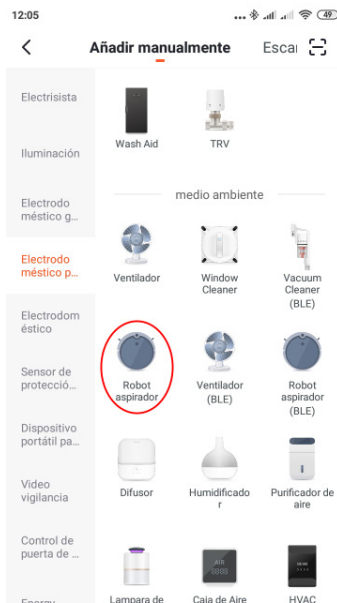 12:05
... 49
Añadir manualmente Escai
Electrisista
Iluminación
Electrodo
méstico g...
Electrodo
méstico p...
Electrodom
éstico
Sensor de
protecció...
Dispositivo
portátil pa...
Video
vigilancia
Control de
puerta de ...
Energy
Wash Aid
TRV
medio ambiente
Ventilador
Window
Cleaner
Vacuum
Cleaner
(BLE)
Robot
aspirador
Ventilador
(BLE)
Robot
aspirador
(BLE)
Difusor
Humidificado
r
Purificador de
aire
Lampara de
Caja de Aire
HVAC